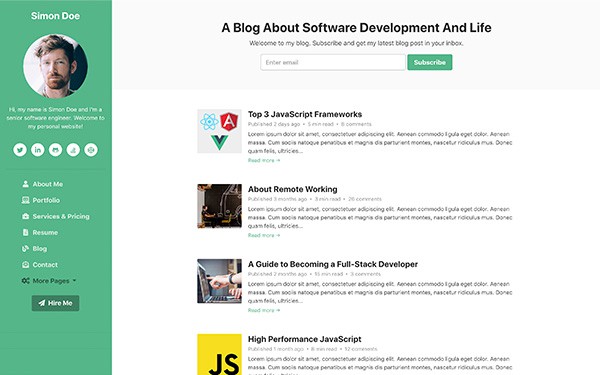 Simon Doe
Hi, my name is Simon Doe and I'm a
senior software engineer. Welcome to
my personal website!
About Me
Portfolio
Services & Pricing
Resume
Blog
Contact
More Pages
Hire Me
A Blog About Software Development And Life
Welcome to my blog. Subscribe and get my latest blog post in your inbox.
Enter email
Subscribe
Top 3 JavaScript Frameworks
Published 2 days ago • 5 min read • 8 comments
Lorem ipsum dolor sit amet, consectetuer adipiscing elit. Aenean commodo ligula eget dolor. Aenean
massa. Cum sociis natoque penatibus et magnis dis parturient montes, nascetur ridiculus mus. Donec
quam felis, ultricies...
Read more →
About Remote Working
Published 3 months ago • 3 min read • 26 comments
Lorem ipsum dolor sit amet, consectetuer adipiscing elit. Aenean commodo ligula eget dolor. Aenean
massa. Cum sociis natoque penatibus et magnis dis parturient montes, nascetur ridiculus mus. Donec
quam felis, ultricies...
Read more →
A Guide to Becoming a Full-Stack Developer
Published 2 months ago • 15 min read • 3 comments
Lorem ipsum dolor sit amet, consectetuer adipiscing elit. Aenean commodo ligula eget dolor. Aenean
massa. Cum sociis natoque penatibus et magnis dis parturient montes, nascetur ridiculus mus. Donec
quam felis, ultricies...
Read more →
JS
High Performance JavaScript
Published 1 month ago • 8 min read • 12 comments
Lorem ipsum dolor sit amet, consectetuer adipiscing elit. Aenean commodo ligula eget dolor. Aenean
massa. Cum sociis natoque penatibus et magnis dis parturient montes, nascetur ridiculus mus. Donec